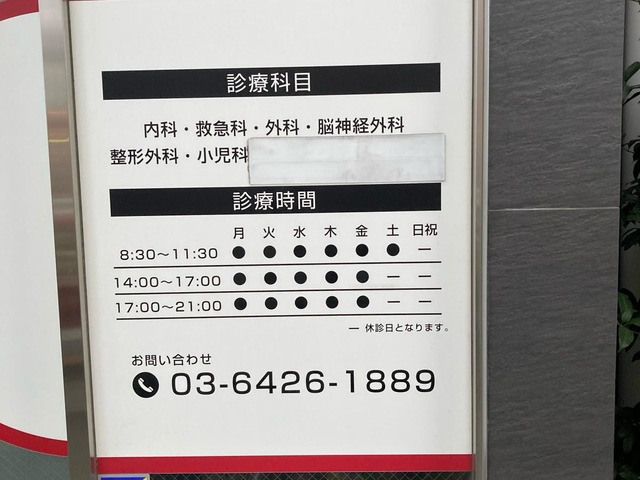 診療科目
内科・救急科・外科・脳神経外科
整形外科・小児科
診療時間
月 火 水 木 金 土 日祝
8:30〜11:30 ● ● ● ● ● ● ー
14:00〜17:00 ● ● ● ● ● ー ー
17:00〜21:00 ● ● ● ● ● ー ー
ー 休診日となります。
お問い合わせ
03-6426-1889